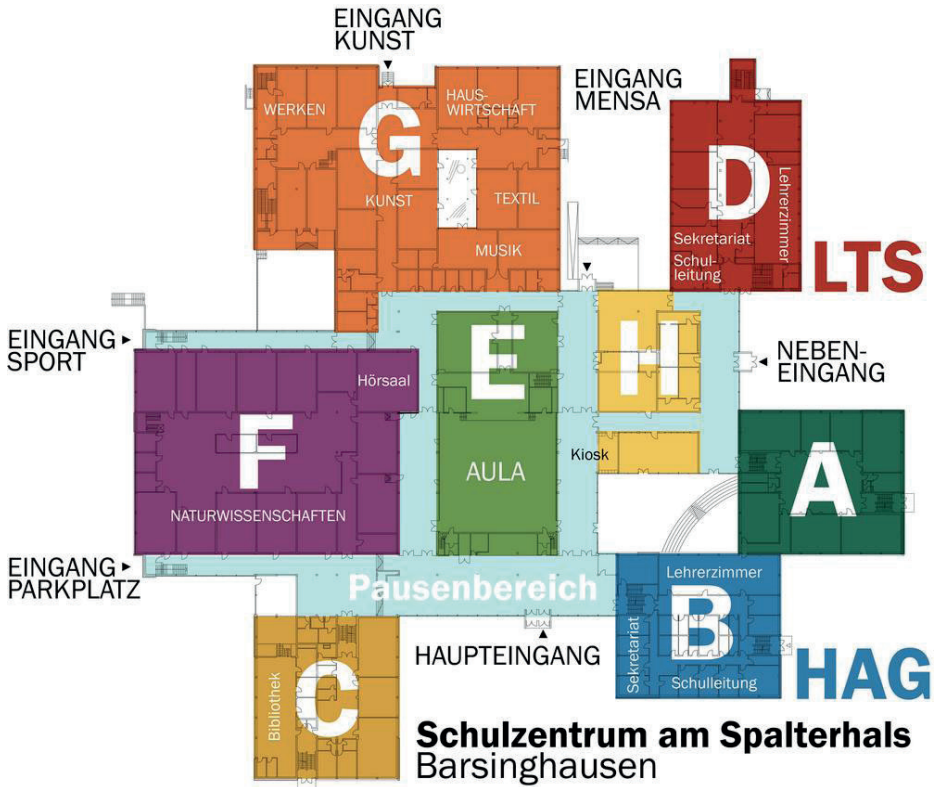 EINGANG
KUNST
EINGANG
MENSA
WERKEN
HAUS-
WIRTSCHAFT
G
KUNST
TEXTIL
MUSIK
D
Lehrerzimmer
Sekretariat
Schul-
leitung
LTS
EINGANG
SPORT
E
H
NEBEN-
EINGANG
Hörsaal
F
NATURWISSENSCHAFTEN
AULA
Kiosk
A
EINGANG
PARKPLATZ
Pausenbereich
Lehrerzimmer
B
Sekretariat
Schulleitung
HAG
HAUPTEINGANG
Bibliothek
C
Schulzentrum am Spalterhals
Barsinghausen